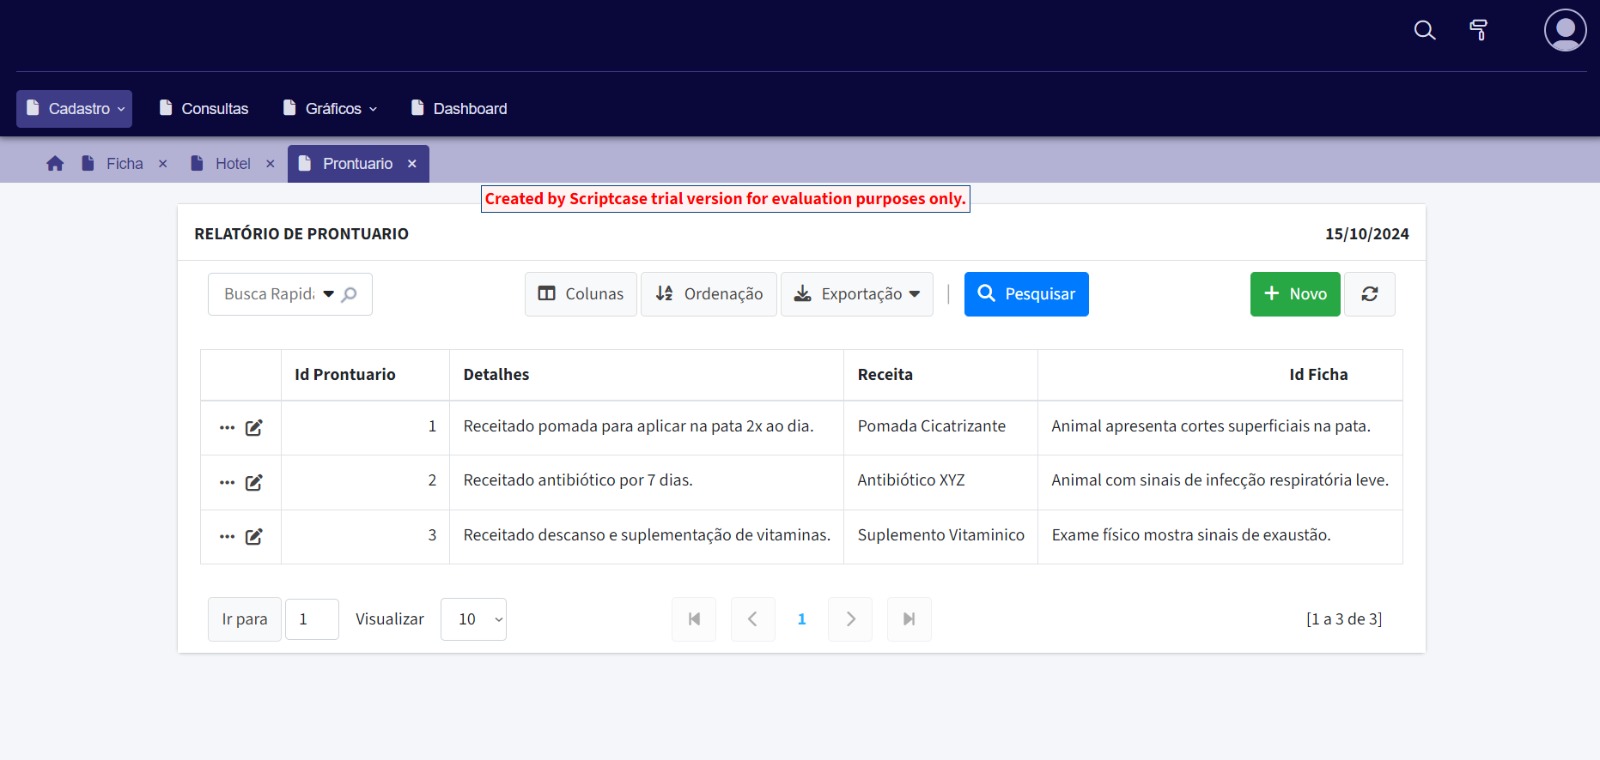 Cadastro Consultas Gráficos Dashboard
Ficha × Hotel × Prontuario ×
Created by Scriptcase trial version for evaluation purposes only.
RELATÓRIO DE PRONTUARIO 15/10/2024
Busca Rapida Colunas Ordenação Exportação | Pesquisar + Novo
Id Prontuario Detalhes Receita Id Ficha
1 Receitado pomada para aplicar na pata 2x ao dia. Pomada Cicatrizante Animal apresenta cortes superficiais na pata.
2 Receitado antibiótico por 7 dias. Antibiótico XYZ Animal com sinais de infecção respiratória leve.
3 Receitado descanso e suplementação de vitaminas. Suplemento Vitaminico Exame físico mostra sinais de exaustão.
Ir para 1 Visualizar 10 1 [1 a 3 de 3]